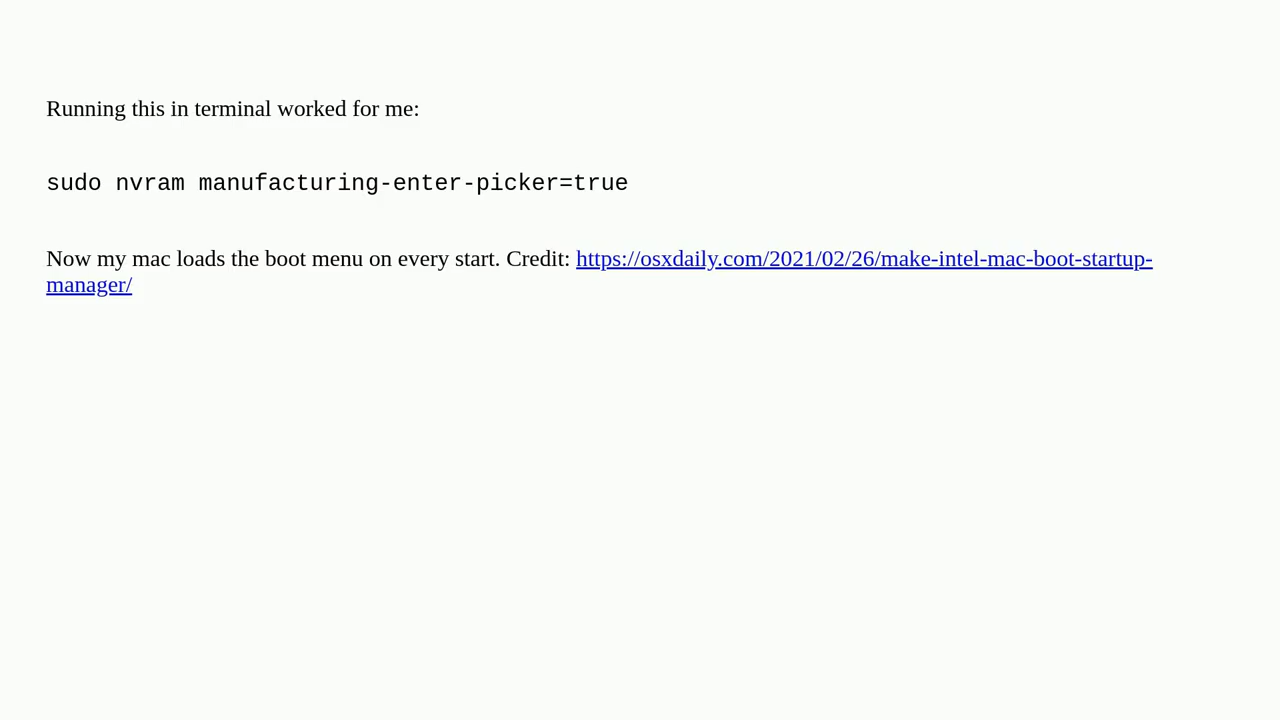 Running this in terminal worked for me:
sudo nvram manufacturing-enter-picker=true
Now my mac loads the boot menu on every start. Credit: https://osxdaily.com/2021/02/26/make-intel-mac-boot-startup-
manager/